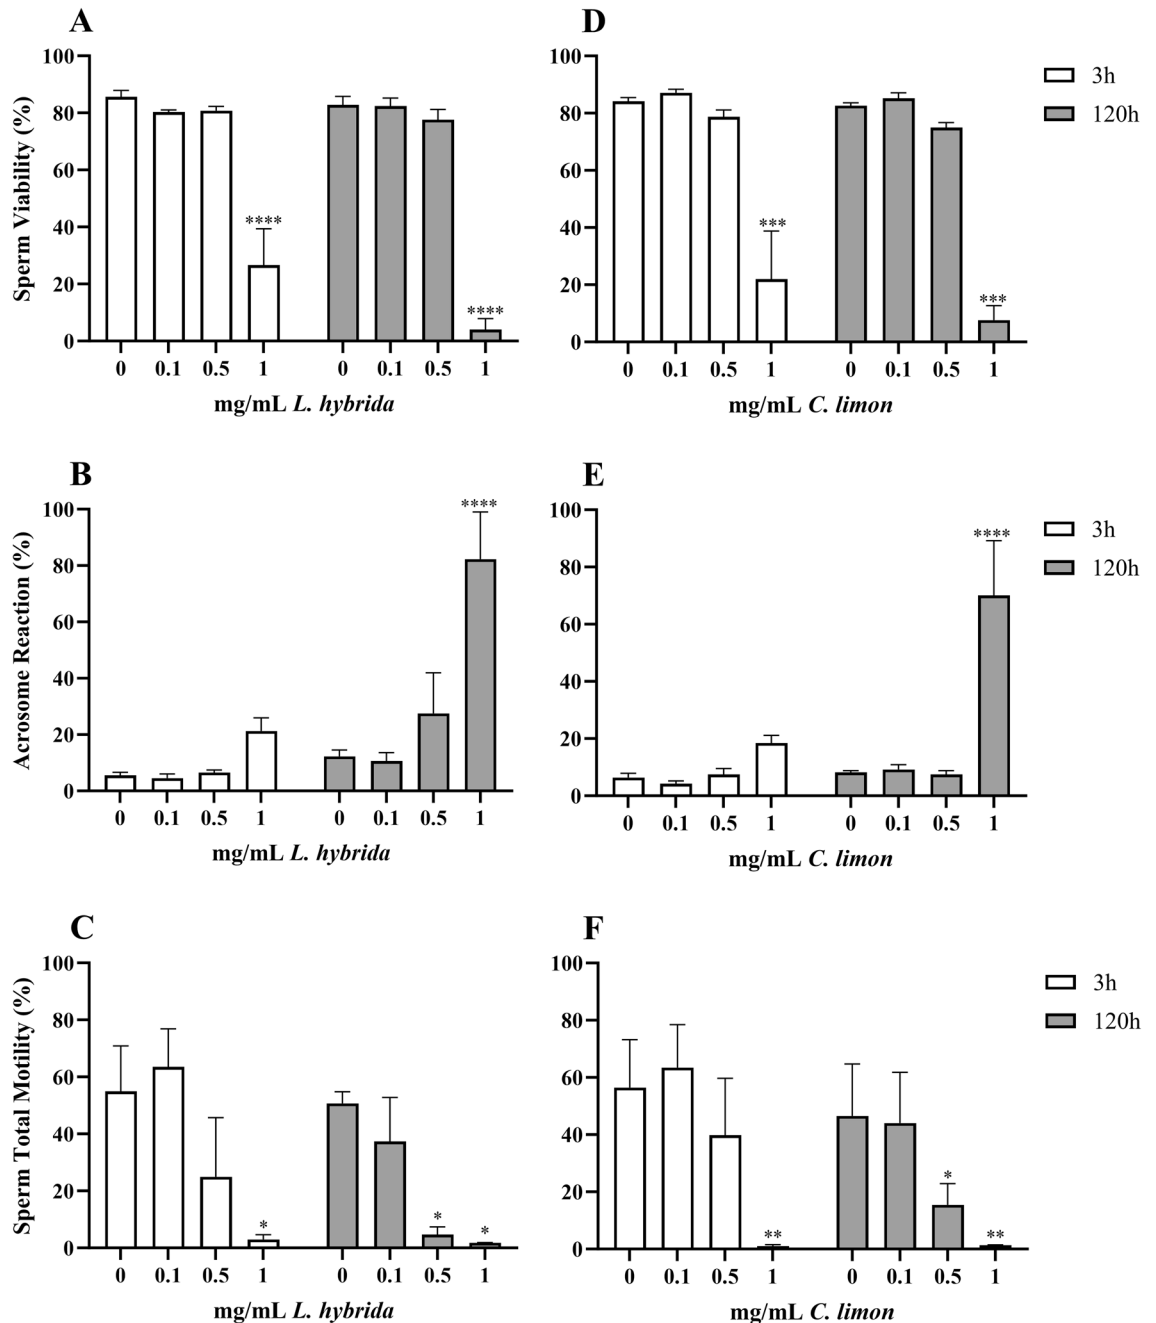 A
Sperm Viability (%)
100
80
60
40
20
0
****
****
0 0.1 0.5 1 0 0.1 0.5 1
mg/mL L. hybrida
D
100
80
60
40
20
0
***
***
0 0.1 0.5 1 0 0.1 0.5 1
mg/mL C. limon
3h
120h
B
Acrosome Reaction (%)
100
80
60
40
20
0
****
0 0.1 0.5 1 0 0.1 0.5 1
mg/mL L. hybrida
E
100
80
60
40
20
0
****
0 0.1 0.5 1 0 0.1 0.5 1
mg/mL C. limon
3h
120h
C
Sperm Total Motility (%)
100
80
60
40
20
0
*
*
*
0 0.1 0.5 1 0 0.1 0.5 1
mg/mL L. hybrida
F
100
80
60
40
20
0
**
*
**
0 0.1 0.5 1 0 0.1 0.5 1
mg/mL C. limon
3h
120h